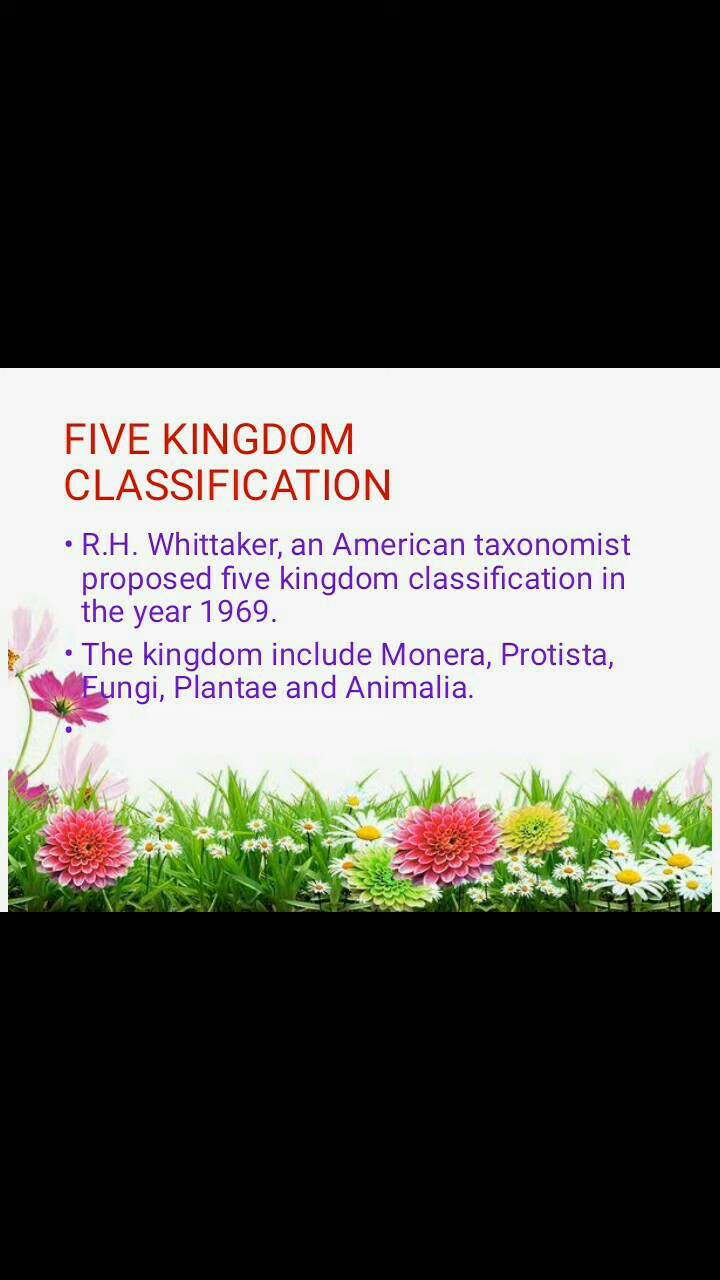 FIVE KINGDOM
CLASSIFICATION
• R.H. Whittaker, an American taxonomist
proposed five kingdom classification in
the year 1969.
• The kingdom include Monera, Protista,
Fungi, Plantae and Animalia.
•